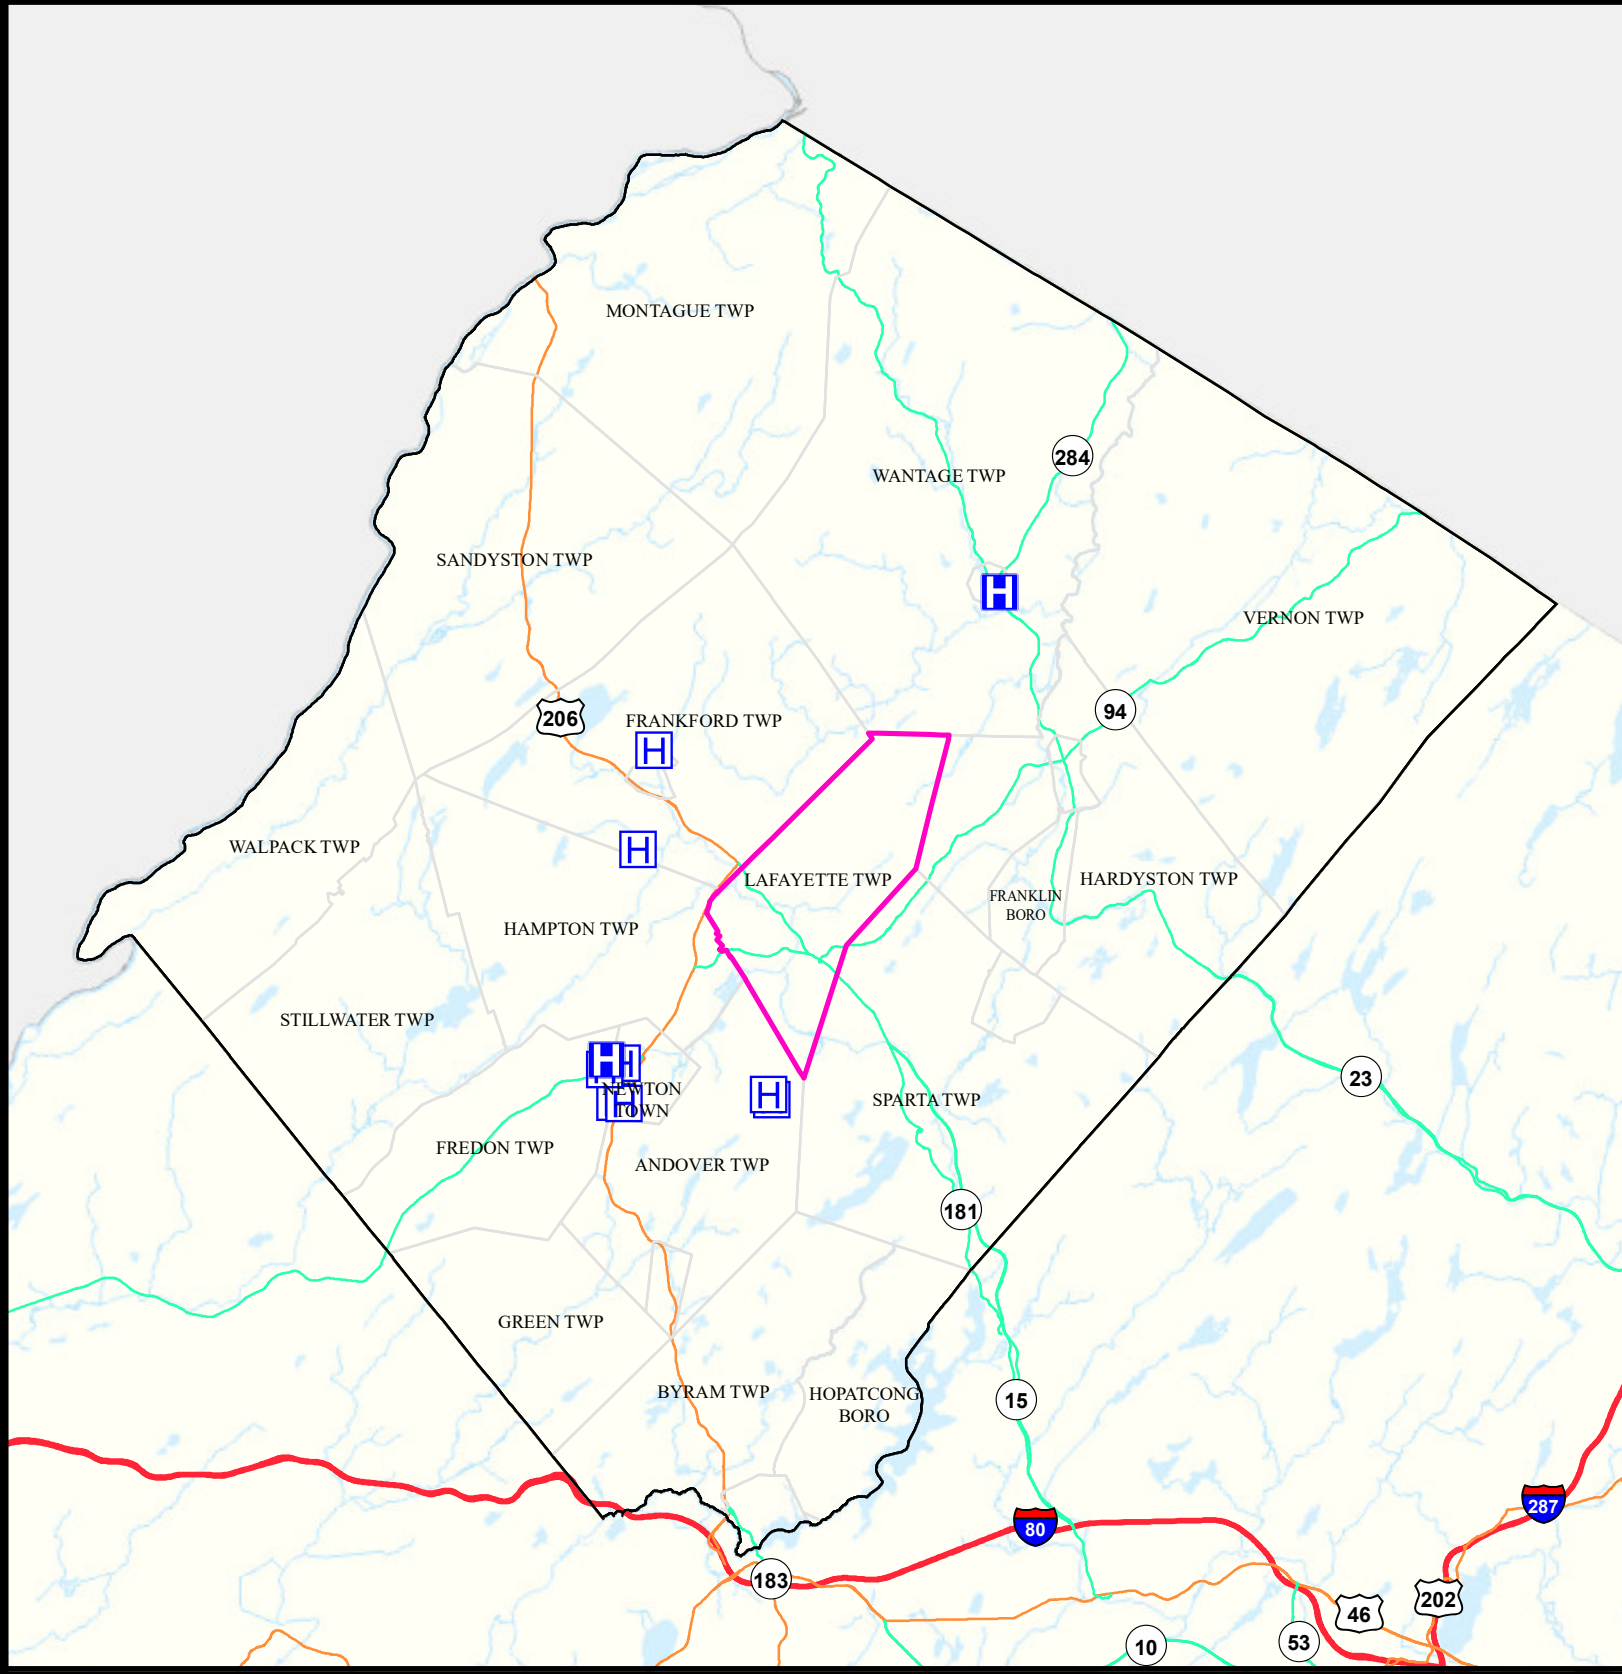 MONTAGUE TWP
284
WANTAGE TWP
SANDYSTON TWP
H
VERNON TWP
94
206
FRANKFORD TWP
H
H
WALPACK TWP
LAFAYETTE TWP
HARDYSTON TWP
FRANKLIN
BORO
HAMPTON TWP
STILLWATER TWP
H
H
23
NEWTON
TOWN
H
H
SPARTA TWP
FREDON TWP
ANDOVER TWP
181
GREEN TWP
BYRAM TWP
HOPATCONG
BORO
15
287
80
183
202
46
53
10